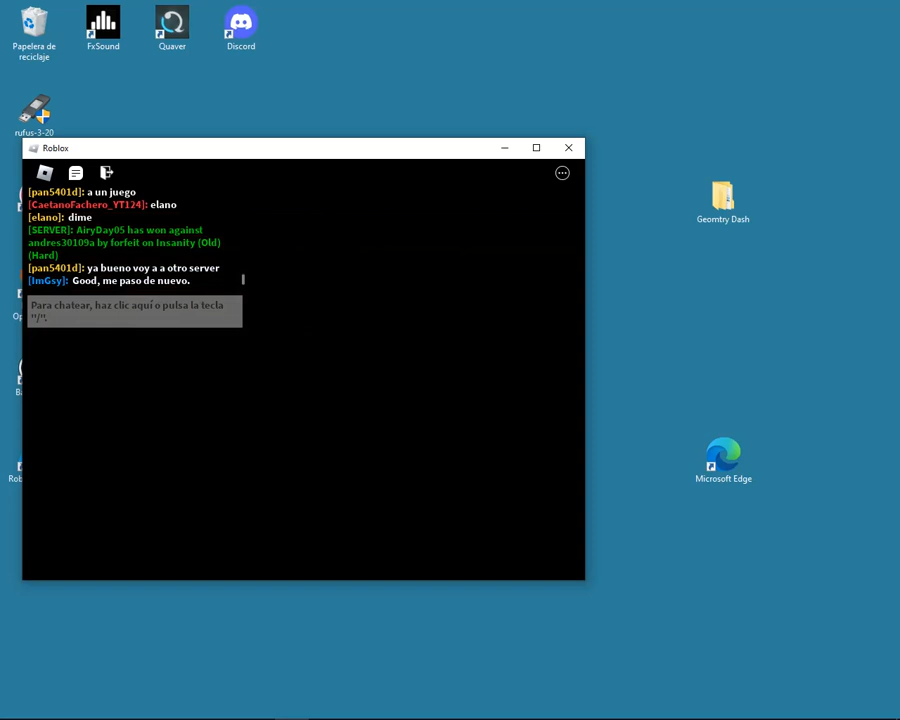 Papelera de
reciclaje
FxSound
Quaver
Discord
rufus-3-20
Roblox
[pan5401d]: a un juego
[CaetanoFachero_YT124]: elano
[elano]: dime
[SERVER]: AiryDay05 has won against
andres30109a by forfeit on Insanity (Old)
(Hard)
[pan5401d]: ya bueno voy a a otro server
[ImGsy]: Good, me paso de nuevo.
Para chatear, haz clic aquí o pulsa la tecla
"/".
Geomtry Dash
Microsoft Edge